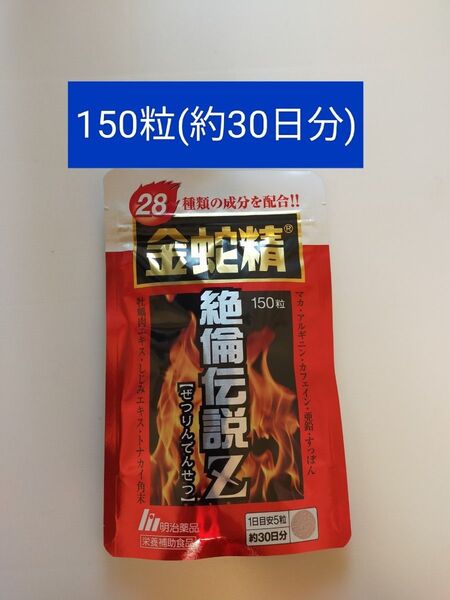 150粒(約30日分)
28種類の成分を配合!!
金蛇精®
150粒
絶倫伝説Z
【ぜつりんでんせつ】
マカ・アルギニン・カフェイン・亜鉛・すっぽん
牡蠣肉エキス・しじみエキス・トナカイ角末
明治薬品
栄養補助食品
1日目安5粒
約30日分